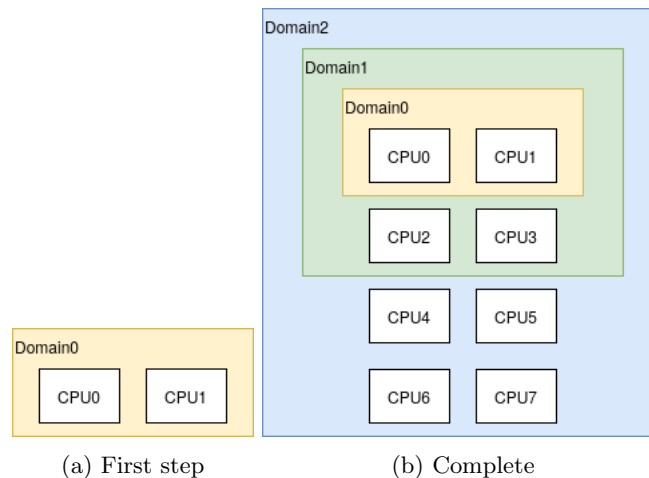 Domain2
Domain1
Domain0
CPU0 CPU1
CPU2 CPU3
CPU4 CPU5
CPU6 CPU7
Domain0
CPU0 CPU1
(a) First step
(b) Complete